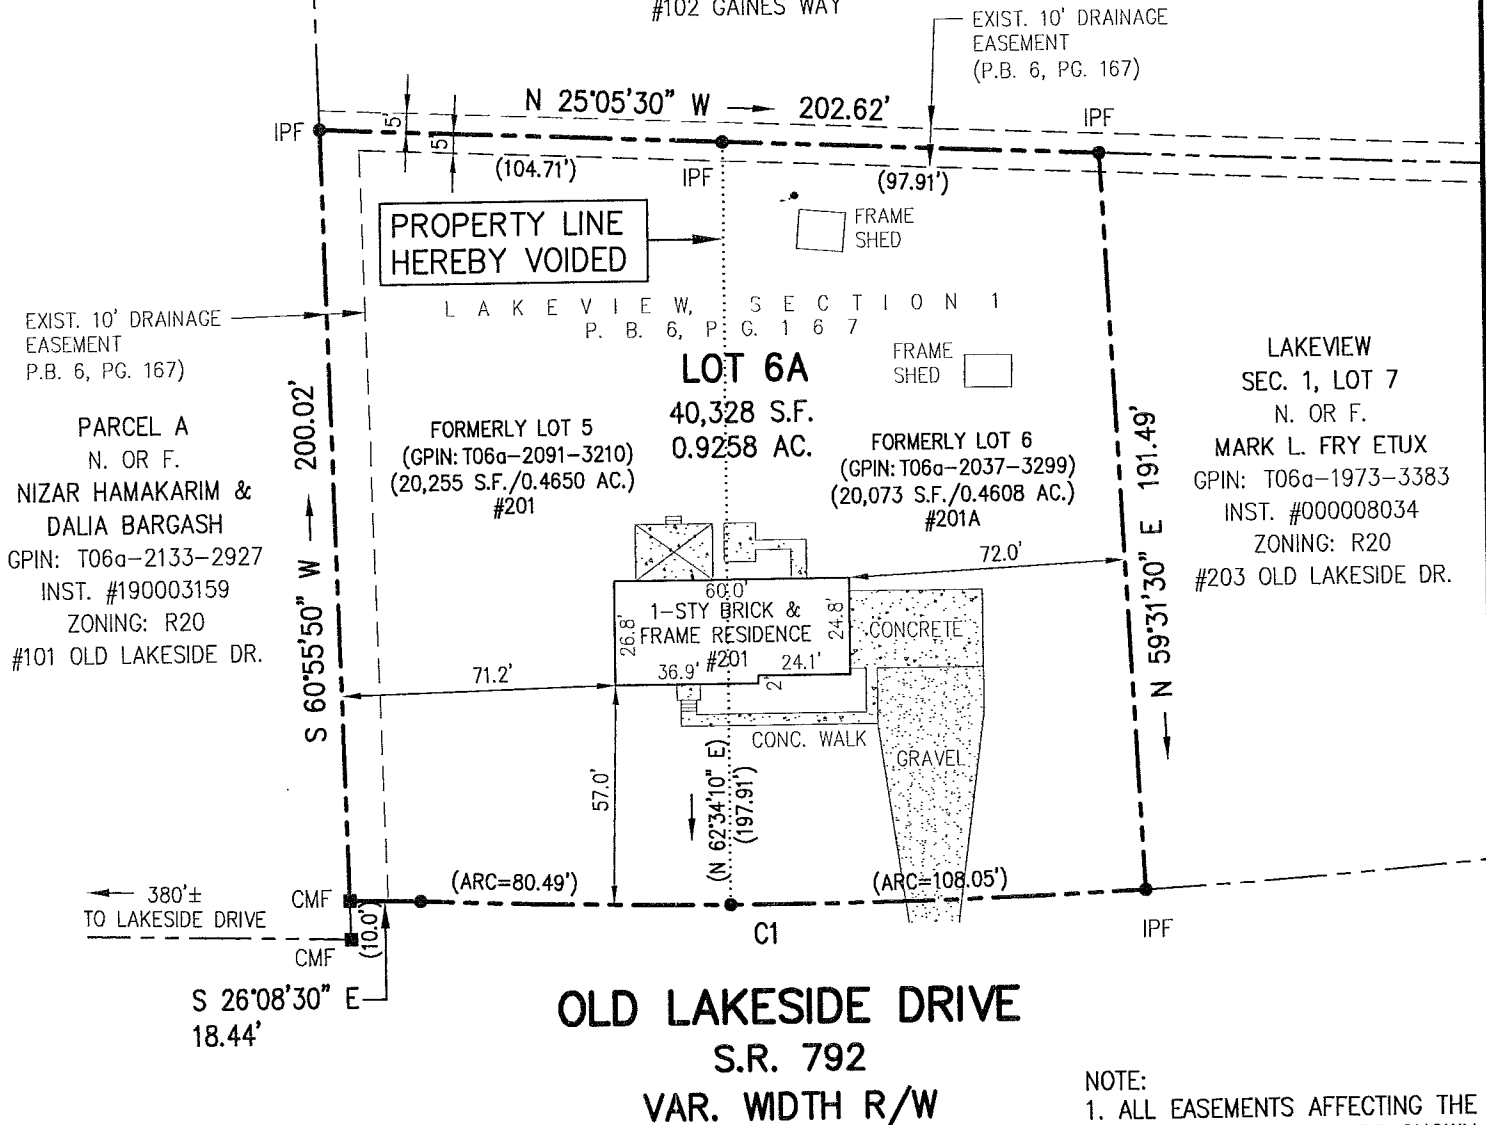 #102 GAINES WAY
EXIST. 10' DRAINAGE
EASEMENT
(P.B. 6, PG. 167)
N 25°05'30" W 202.62'
IPF
IPF
5'
5'
(104.71')
IPF
(97.91')
PROPERTY LINE
HEREBY VOIDED
FRAME
SHED
LAKEVIEW, SECTION 1
P. B. 6, PG. 167
EXIST. 10' DRAINAGE
EASEMENT
P.B. 6, PG. 167)
FRAME
SHED
LOT 6A
40,328 S.F.
0.9258 AC.
FORMERLY LOT 5
(GPIN: T06a-2091-3210)
(20,255 S.F./0.4650 AC.)
#201
FORMERLY LOT 6
(GPIN: T06a-2037-3299)
(20,073 S.F./0.4608 AC.)
#201A
PARCEL A
N. OR F.
NIZAR HAMAKARIM &
DALIA BARGASH
GPIN: T06a-2133-2927
INST. #190003159
ZONING: R20
#101 OLD LAKESIDE DR.
S 60°55'50" W 200.02'
LAKEVIEW
SEC. 1, LOT 7
N. OR F.
MARK L. FRY ETUX
GPIN: T06a-1973-3383
INST. #000008034
ZONING: R20
#203 OLD LAKESIDE DR.
N 59°31'30" E 191.49'
72.0'
60.0'
1-STY BRICK &
FRAME RESIDENCE
#201
26.8'
24.8'
36.9'
24.1'
2'
CONCRETE
71.2'
CONC. WALK
GRAVEL
57.0'
(N 62°34'10" E)
(197.91')
(ARC=80.49')
(ARC=108.05')
380'±
TO LAKESIDE DRIVE
CMF
CMF
(10.0')
C1
IPF
S 26°08'30" E
18.44'
OLD LAKESIDE DRIVE
S.R. 792
VAR. WIDTH R/W
NOTE:
1. ALL EASEMENTS AFFECTING THE